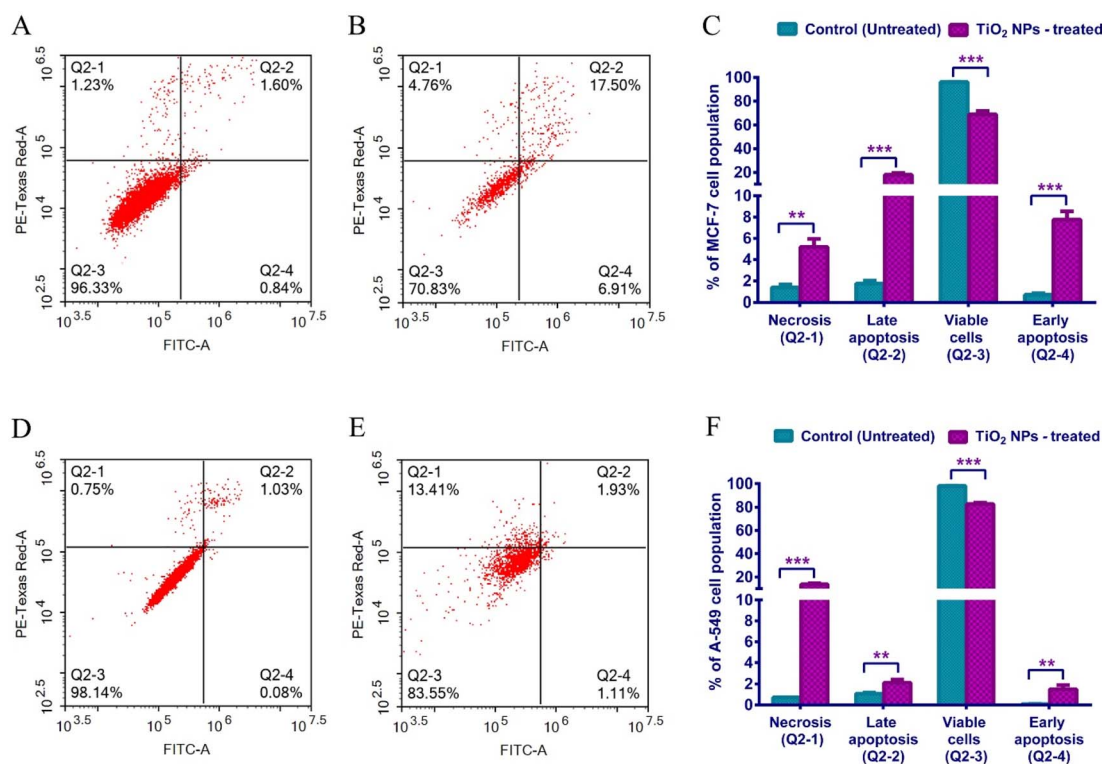 A
10^6.5
10^5
10^4
10^2.5
PE-Texas Red-A
Q2-1
1.23%
Q2-2
1.60%
Q2-3
96.33%
Q2-4
0.84%
10^3.5
10^5
10^6
10^7.5
FITC-A
B
10^6.5
10^5
10^4
10^2.5
PE-Texas Red-A
Q2-1
4.76%
Q2-2
17.50%
Q2-3
70.83%
Q2-4
6.91%
10^3.5
10^5
10^6
10^7.5
FITC-A
C
Control (Untreated)
TiO₂ NPs - treated
% of MCF-7 cell population
100
80
60
40
20
10
8
6
4
2
0
**
***
***
***
Necrosis
(Q2-1)
Late
apoptosis
(Q2-2)
Viable
cells
(Q2-3)
Early
apoptosis
(Q2-4)
D
10^6.5
10^5
10^4
10^2.5
PE-Texas Red-A
Q2-1
0.75%
Q2-2
1.03%
Q2-3
98.14%
Q2-4
0.08%
10^3.5
10^5
10^6
10^7.5
FITC-A
E
10^6.5
10^5
10^4
10^2.5
PE-Texas Red-A
Q2-1
13.41%
Q2-2
1.93%
Q2-3
83.55%
Q2-4
1.11%
10^3.5
10^5
10^6
10^7.5
FITC-A
F
Control (Untreated)
TiO₂ NPs - treated
% of A-549 cell population
100
80
60
40
20
10
8
6
4
2
0
***
**
***
**
Necrosis
(Q2-1)
Late
apoptosis
(Q2-2)
Viable
cells
(Q2-3)
Early
apoptosis
(Q2-4)